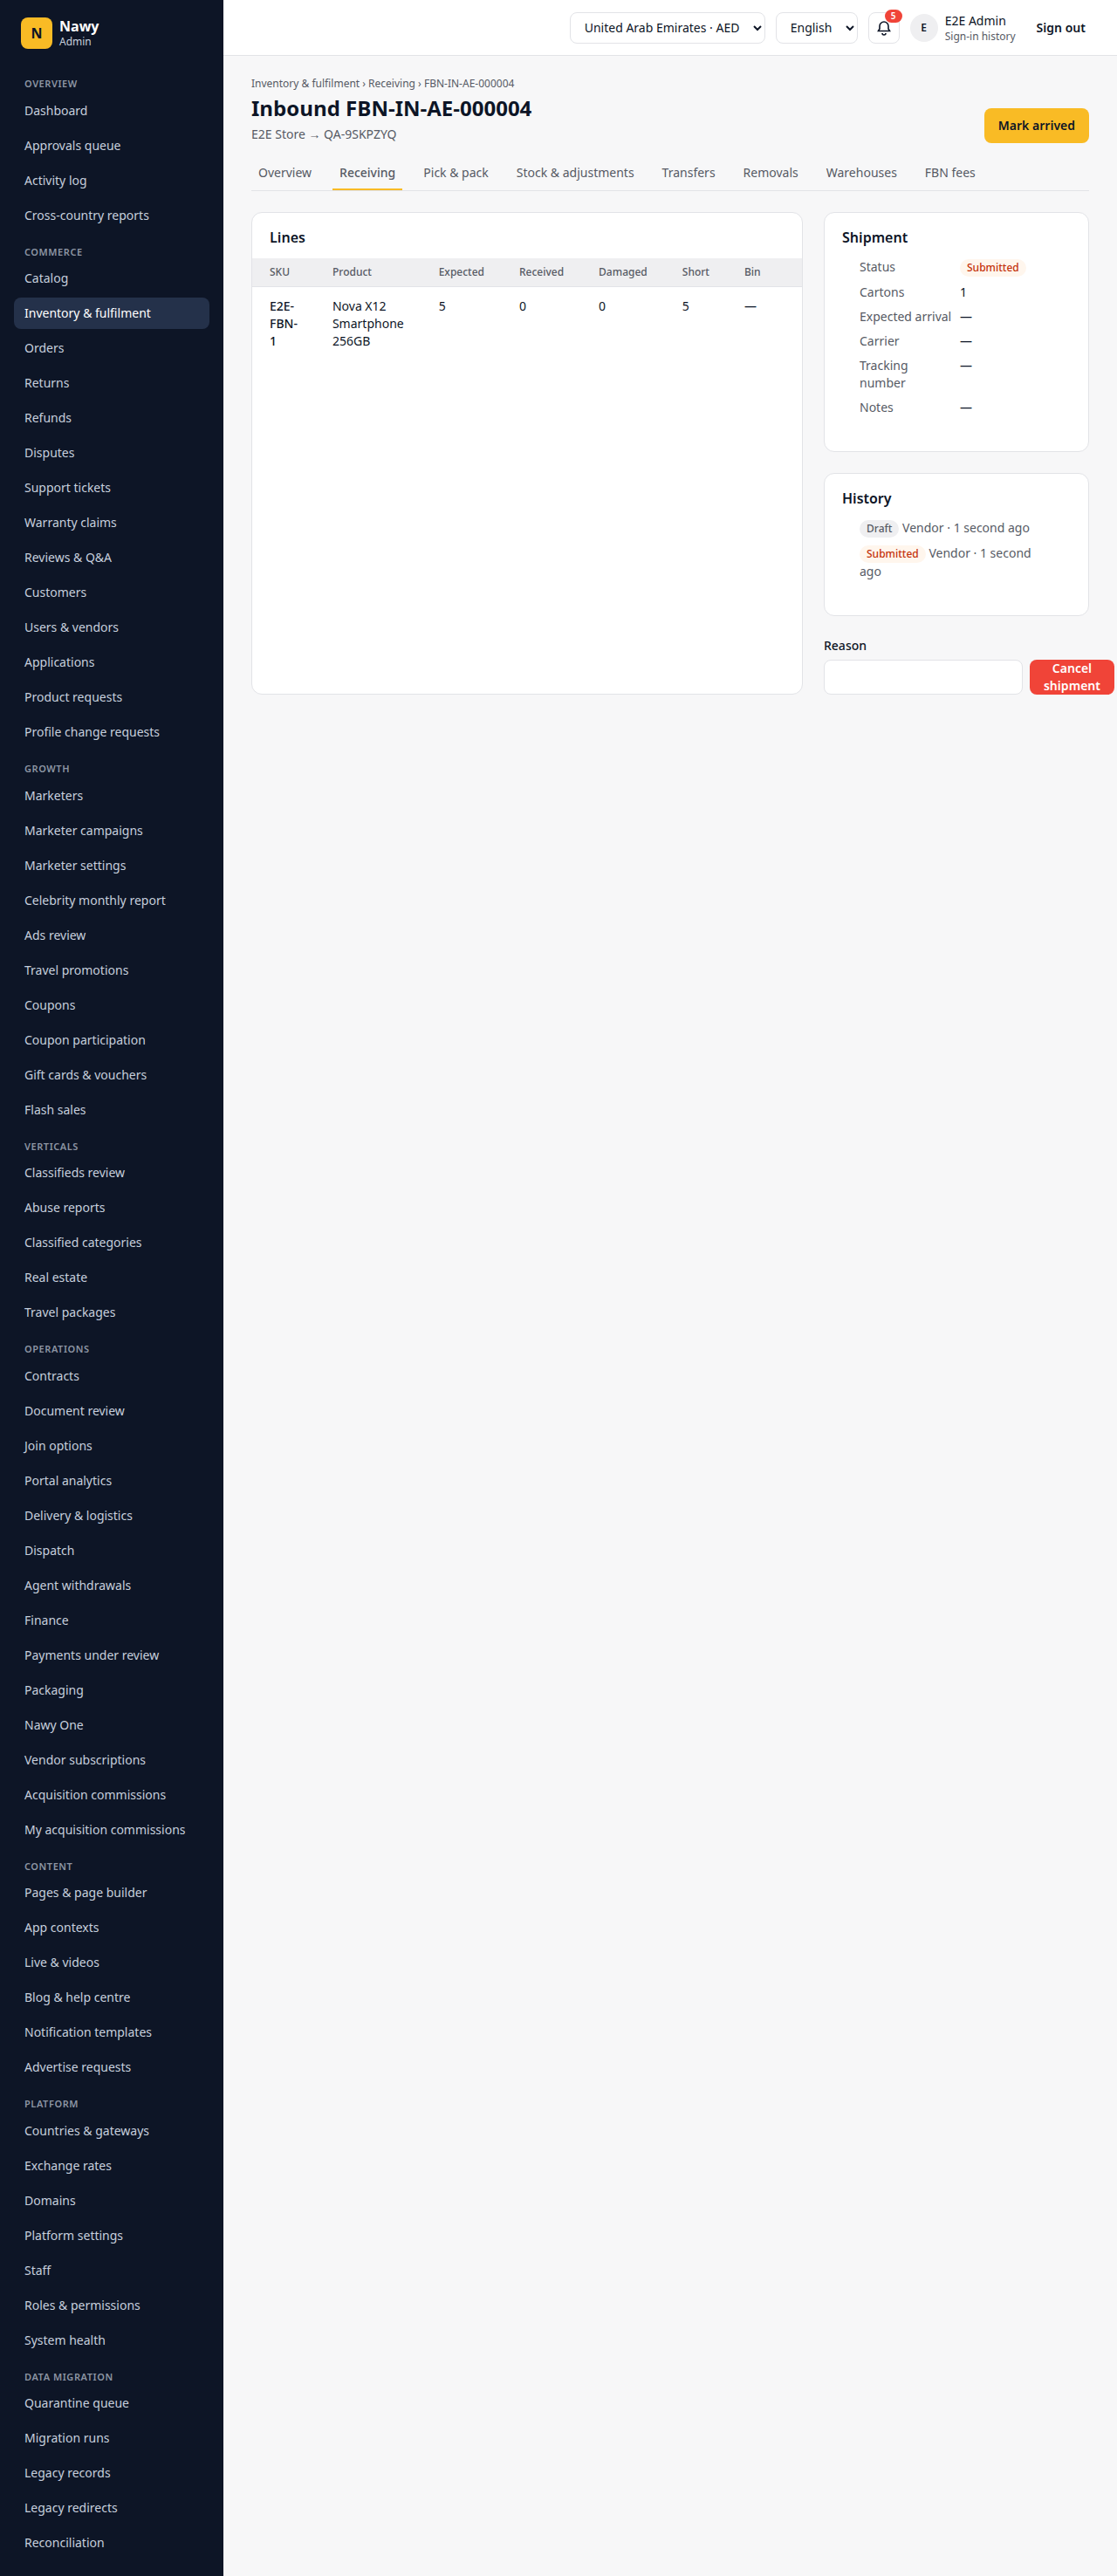 N
Nawy
Admin
OVERVIEW
Dashboard
Approvals queue
Activity log
Cross-country reports
COMMERCE
Catalog
Inventory & fulfilment
Orders
Returns
Refunds
Disputes
Support tickets
Warranty claims
Reviews & Q&A
Customers
Users & vendors
Applications
Product requests
Profile change requests
GROWTH
Marketers
Marketer campaigns
Marketer settings
Celebrity monthly report
Ads review
Travel promotions
Coupons
Coupon participation
Gift cards & vouchers
Flash sales
VERTICALS
Classifieds review
Abuse reports
Classified categories
Real estate
Travel packages
OPERATIONS
Contracts
Document review
Join options
Portal analytics
Delivery & logistics
Dispatch
Agent withdrawals
Finance
Payments under review
Packaging
Nawy One
Vendor subscriptions
Acquisition commissions
My acquisition commissions
CONTENT
Pages & page builder
App contexts
Live & videos
Blog & help centre
Notification templates
Advertise requests
PLATFORM
Countries & gateways
Exchange rates
Domains
Platform settings
Staff
Roles & permissions
System health
DATA MIGRATION
Quarantine queue
Migration runs
Legacy records
Legacy redirects
Reconciliation
United Arab Emirates · AED
English
5
E
E2E Admin
Sign-in history
Sign out
Inventory & fulfilment › Receiving › FBN-IN-AE-000004
Inbound FBN-IN-AE-000004
E2E Store → QA-9SKPZYQ
Mark arrived
Overview Receiving Pick & pack Stock & adjustments Transfers Removals Warehouses FBN fees
Lines
SKU Product Expected Received Damaged Short Bin
E2E- Nova X12 5 0 0 5 —
FBN- Smartphone
1 256GB
Shipment
Status Submitted
Cartons 1
Expected arrival —
Carrier —
Tracking —
number
Notes —
History
Draft Vendor · 1 second ago
Submitted Vendor · 1 second
ago
Reason
Cancel
shipment